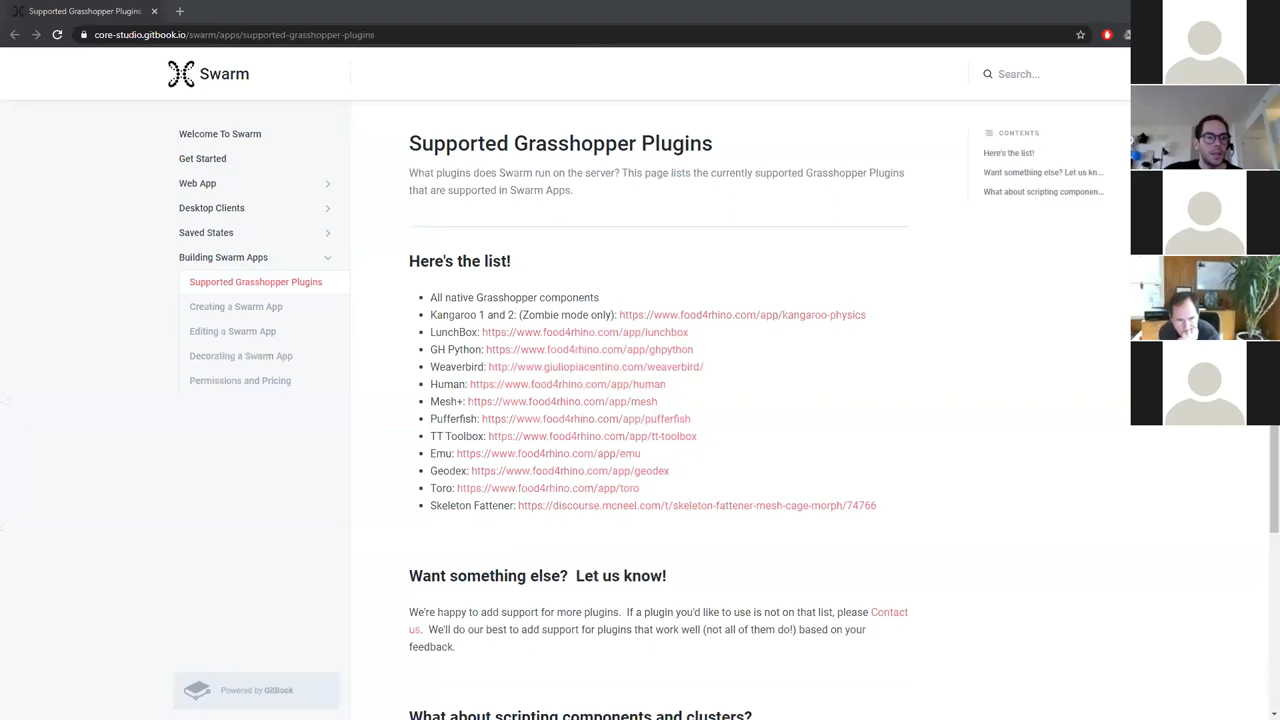 Supported Grasshopper Plugins
core-studio.gitbook.io/swarm/apps/supported-grasshopper-plugins
Swarm
Search...
Welcome To Swarm
Get Started
Web App
Desktop Clients
Saved States
Building Swarm Apps
Supported Grasshopper Plugins
Creating a Swarm App
Editing a Swarm App
Decorating a Swarm App
Permissions and Pricing
Powered by GitBook
Supported Grasshopper Plugins
What plugins does Swarm run on the server? This page lists the currently supported Grasshopper Plugins
that are supported in Swarm Apps.
Here's the list!
All native Grasshopper components
Kangaroo 1 and 2: (Zombie mode only): https://www.food4rhino.com/app/kangaroo-physics
LunchBox: https://www.food4rhino.com/app/lunchbox
GH Python: https://www.food4rhino.com/app/ghpython
Weaverbird: http://www.giuliopiacentino.com/weaverbird/
Human: https://www.food4rhino.com/app/human
Mesh+: https://www.food4rhino.com/app/mesh
Pufferfish: https://www.food4rhino.com/app/pufferfish
TT Toolbox: https://www.food4rhino.com/app/tt-toolbox
Emu: https://www.food4rhino.com/app/emu
Geodex: https://www.food4rhino.com/app/geodex
Toro: https://www.food4rhino.com/app/toro
Skeleton Fattener: https://discourse.mcneel.com/t/skeleton-fattener-mesh-cage-morph/74766
Want something else? Let us know!
We're happy to add support for more plugins. If a plugin you'd like to use is not on that list, please Contact
us. We'll do our best to add support for plugins that work well (not all of them do!) based on your
feedback.
What about scripting components and clusters?
CONTENTS
Here's the list!
Want something else? Let us kn...
What about scripting componen...